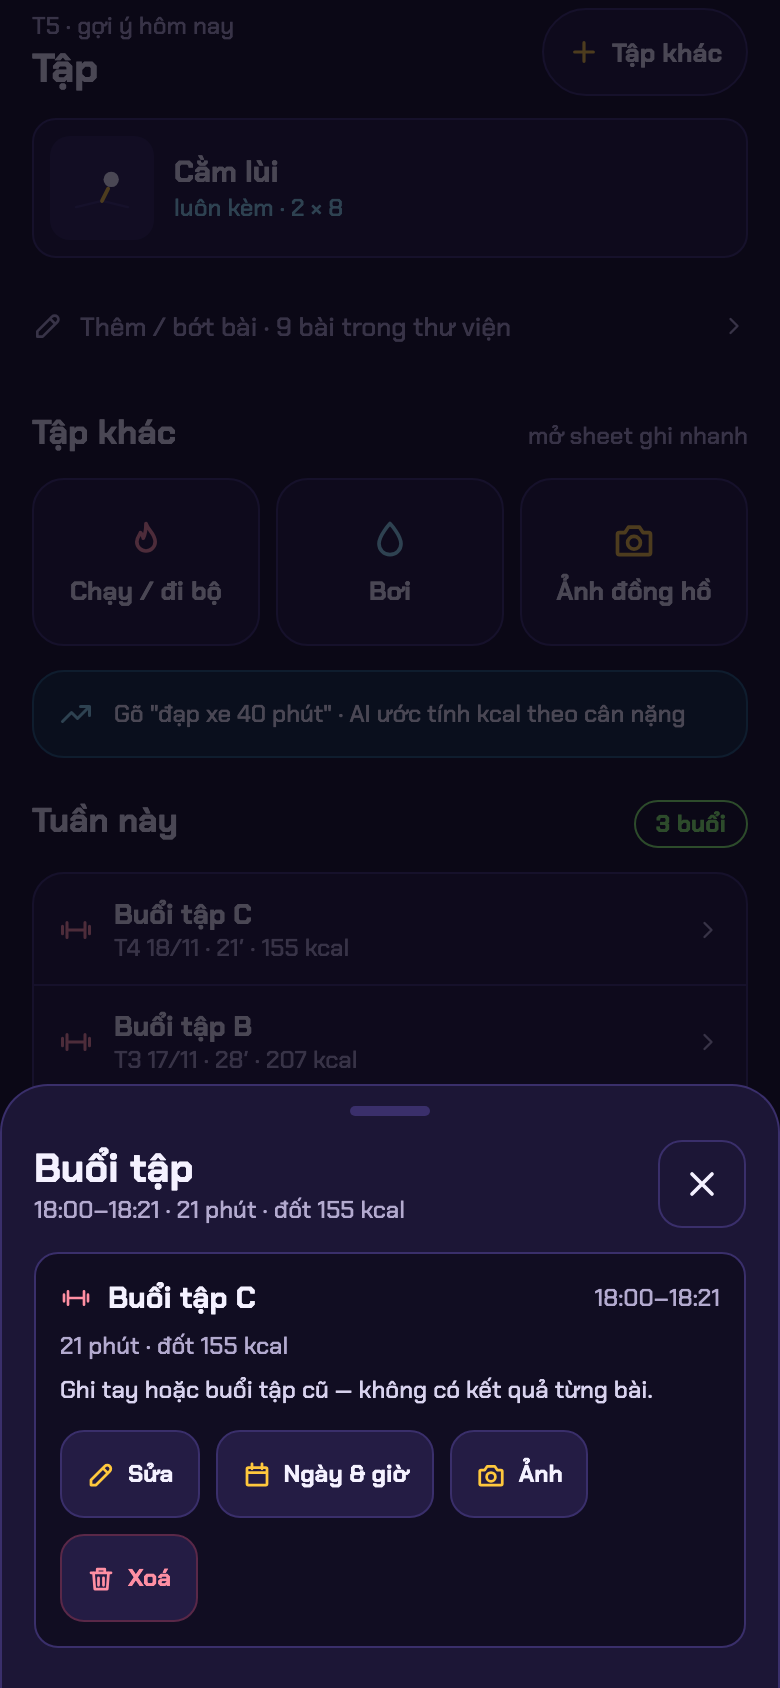 T5 · gợi ý hôm nay
Tập
Tập khác
Cằm lùi
luôn kèm · 2 × 8
Thêm / bớt bài · 9 bài trong thư viện
Tập khác
mở sheet ghi nhanh
Chạy / đi bộ
Bơi
Ảnh đồng hồ
Gõ "đạp xe 40 phút" · AI ước tính kcal theo cân nặng
Tuần này
3 buổi
Buổi tập C
T4 18/11 · 21′ · 155 kcal
Buổi tập B
T3 17/11 · 28′ · 207 kcal
Buổi tập
18:00–18:21 · 21 phút · đốt 155 kcal
Buổi tập C
18:00–18:21
21 phút · đốt 155 kcal
Ghi tay hoặc buổi tập cũ — không có kết quả từng bài.
Sửa
Ngày & giờ
Ảnh
Xoá